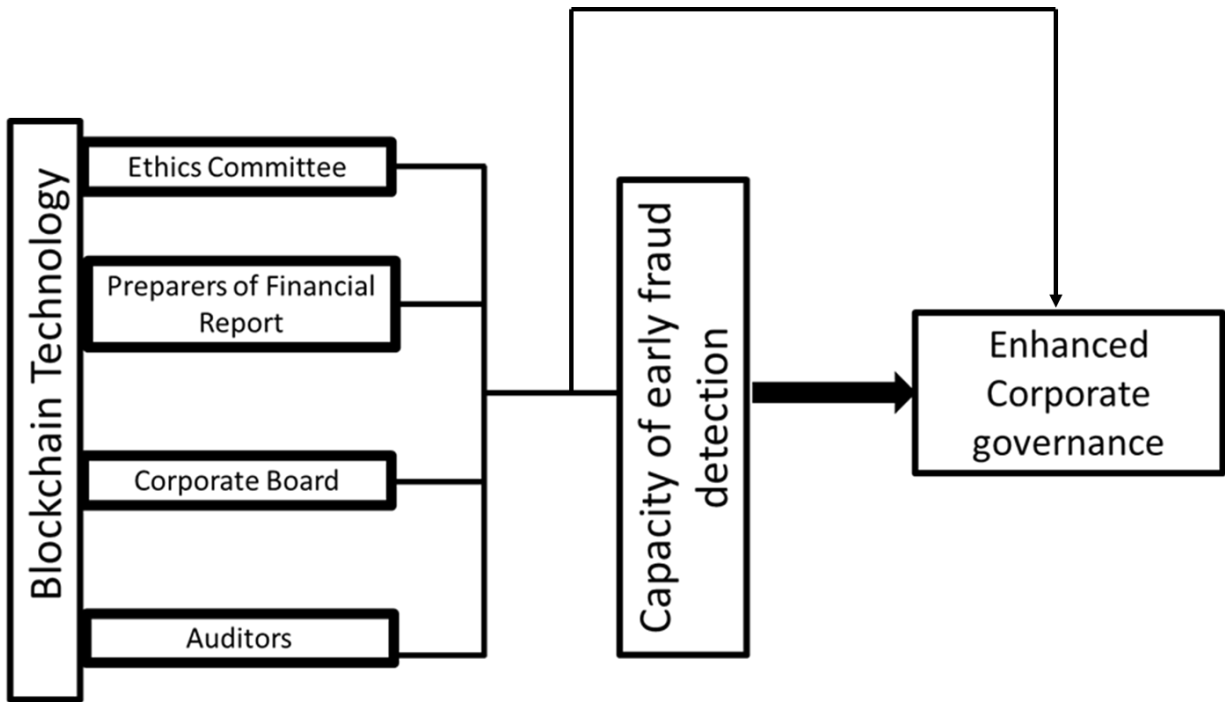 Blockchain Technology
Ethics Committee
Preparers of Financial
Report
Corporate Board
Auditors
Capacity of early fraud
detection
Enhanced
Corporate
governance